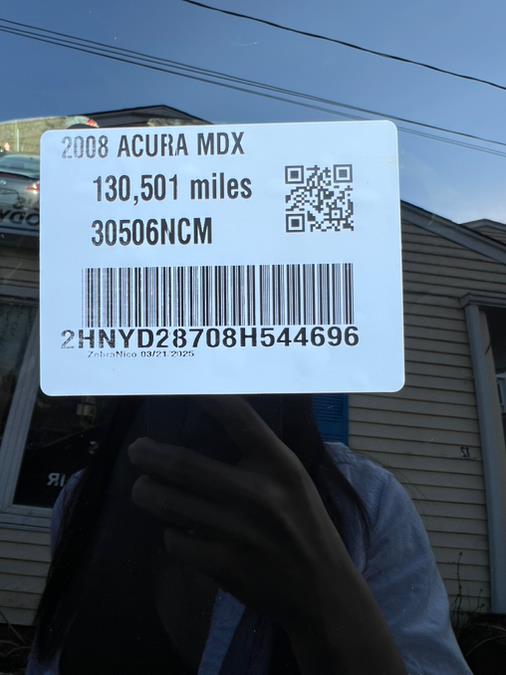 2008 ACURA MDX
130,501 miles
30506NCM
2HNYD28708H544696
ZebraNico 03/21/2025